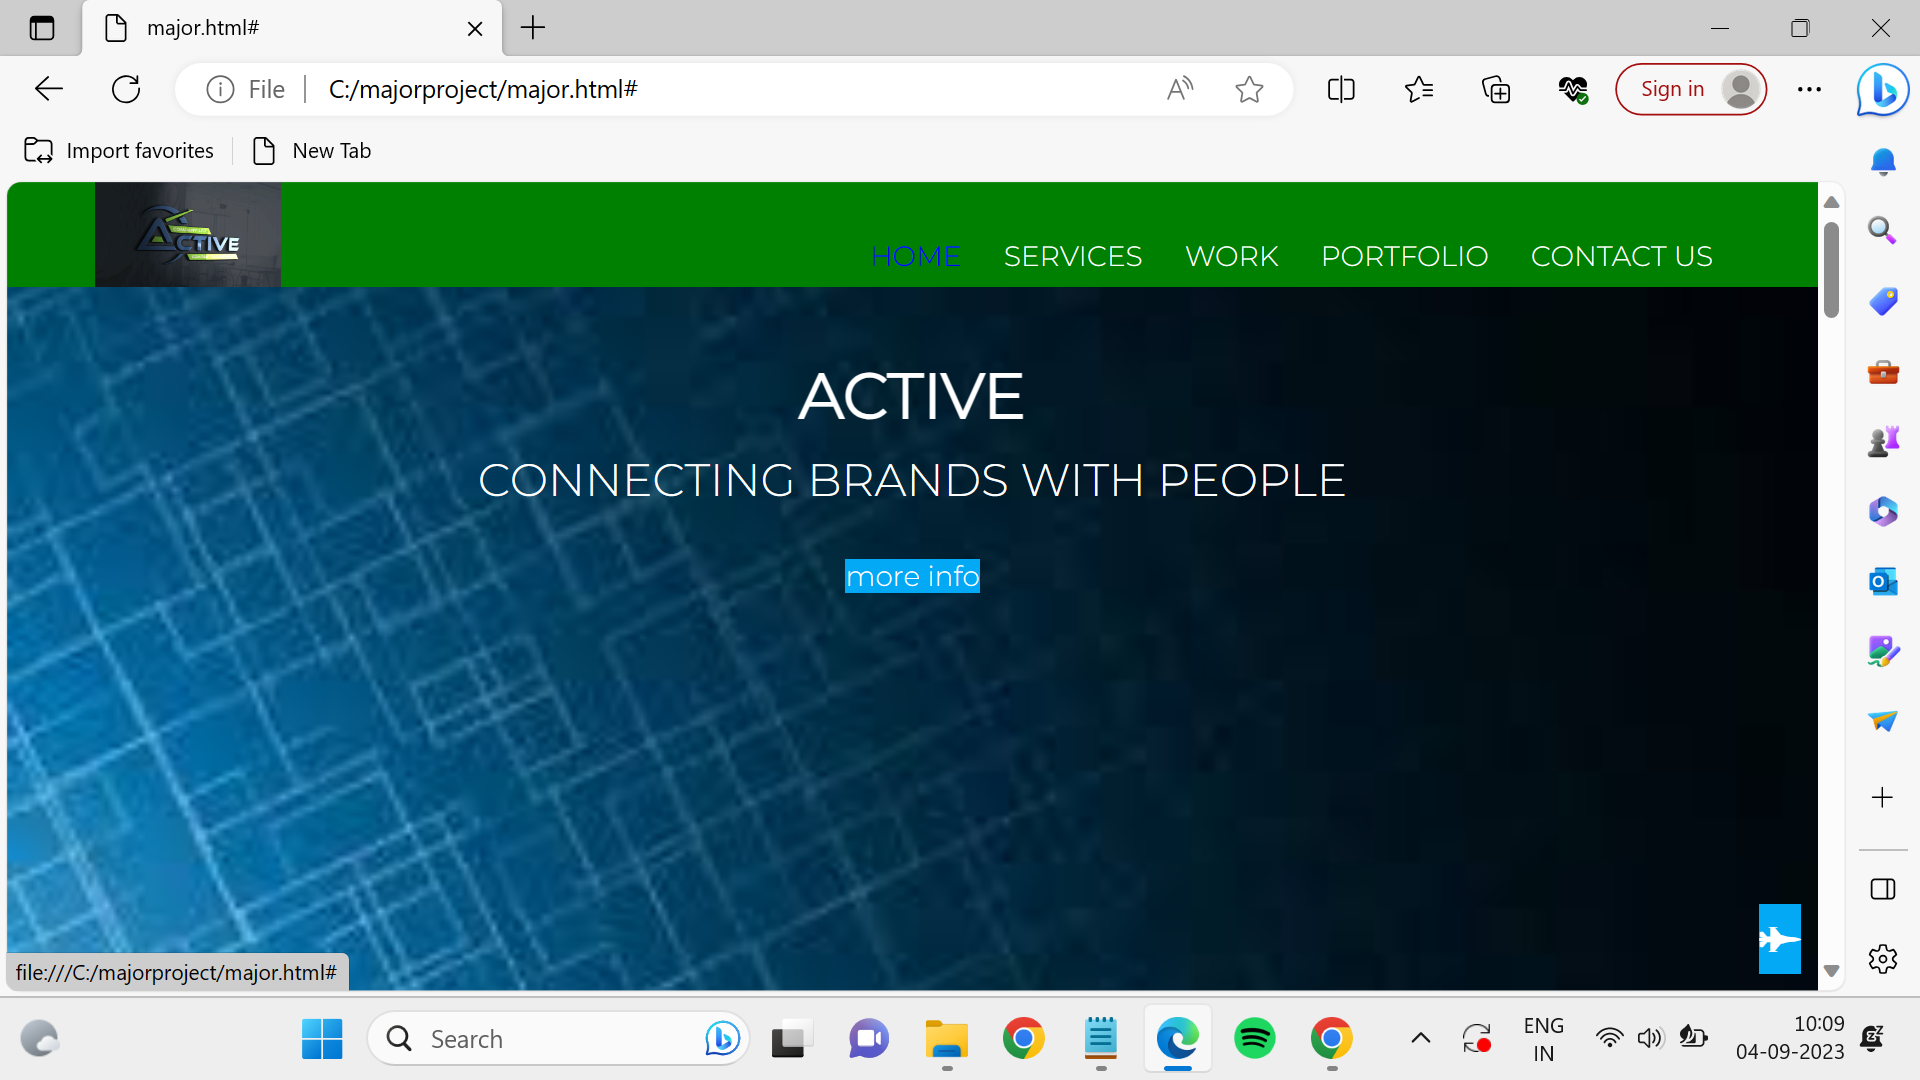 major.html#
File
C:/majorproject/major.html#
Sign in
Import favorites
New Tab
ACTIVE
HOME SERVICES WORK PORTFOLIO CONTACT US
ACTIVE
CONNECTING BRANDS WITH PEOPLE
more info
file:///C:/majorproject/major.html#
Search
ENG
IN
10:09
04-09-2023